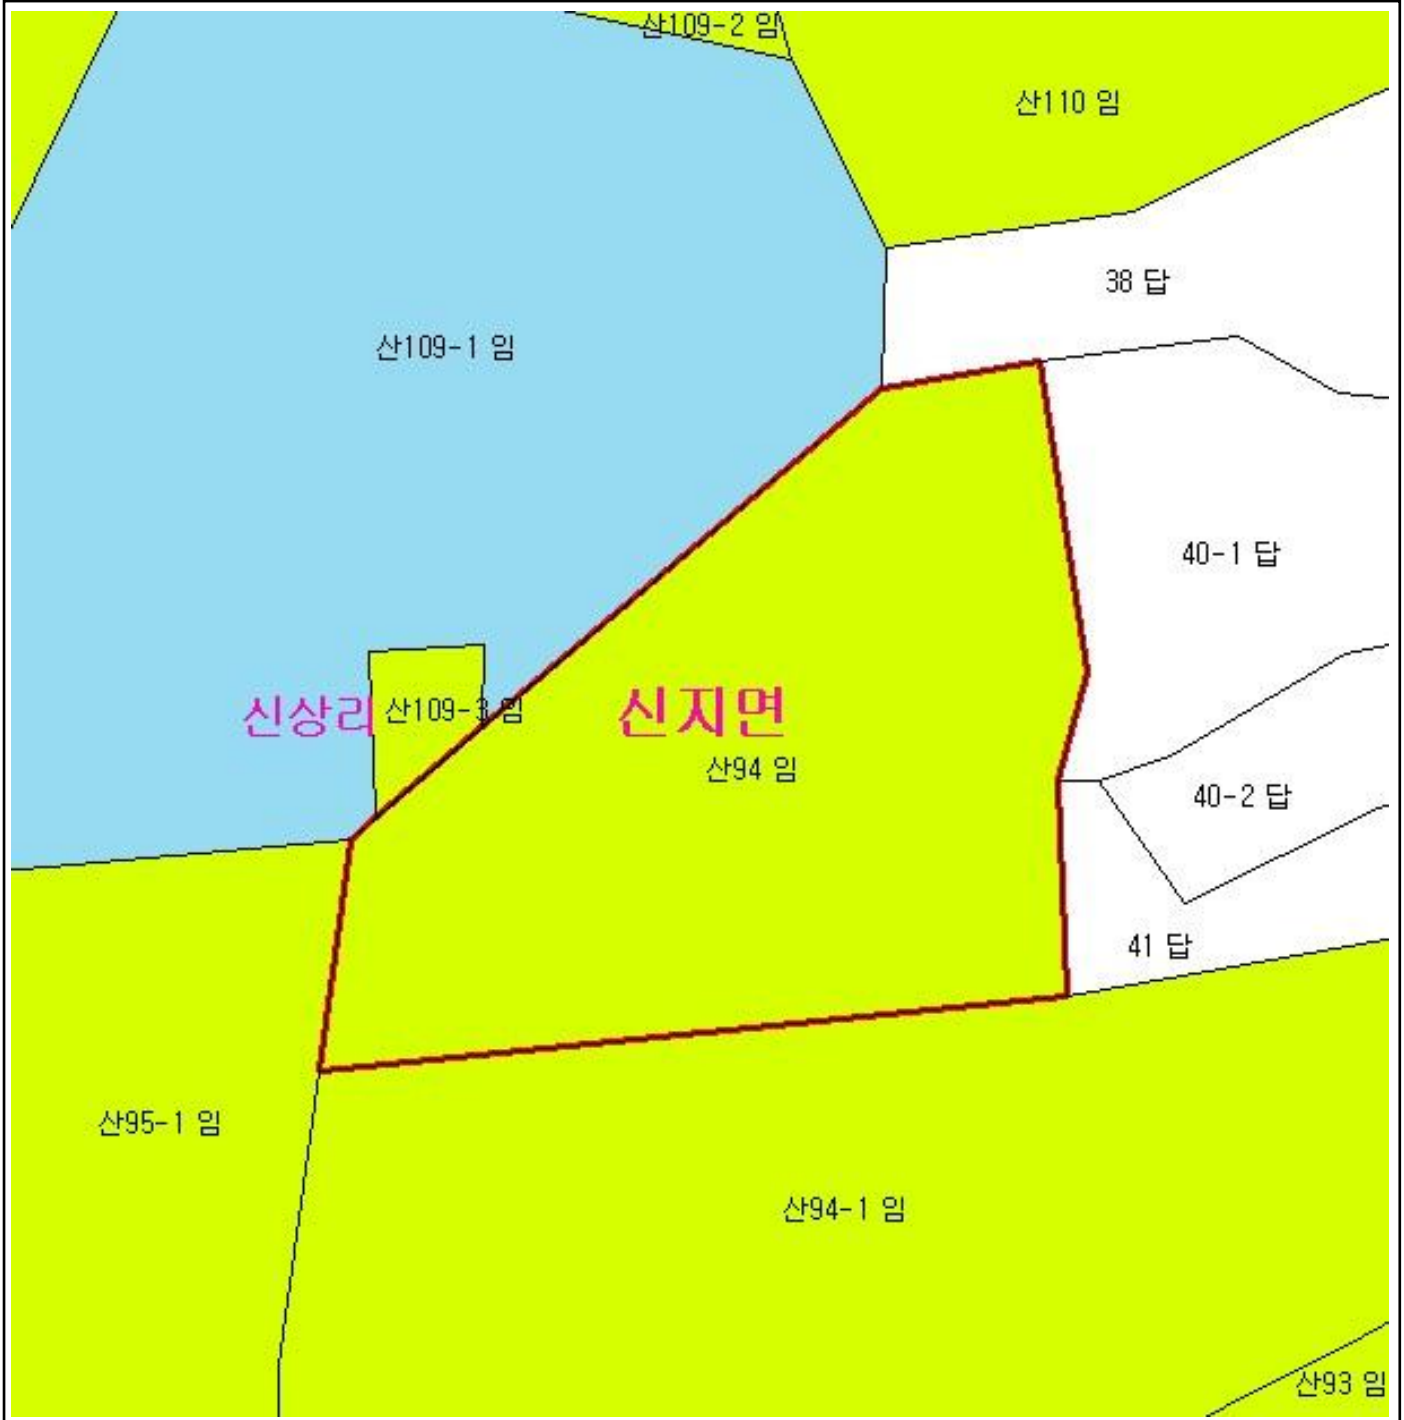 산109-2 임
산110 임
38 답
산109-1 임
40-1 답
신상리
산109-3 임
신지면
산94 임
40-2 답
41 답
산95-1 임
산94-1 임
산93 임